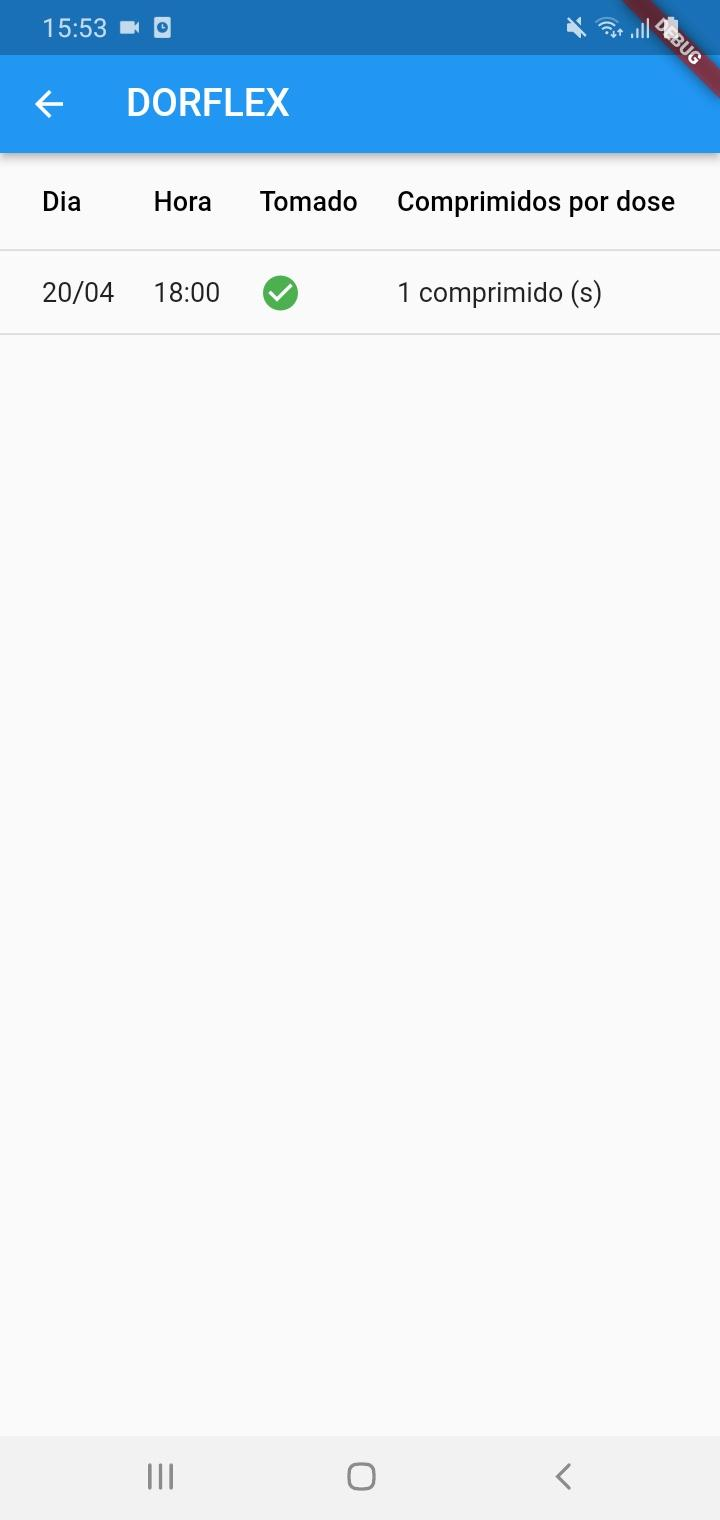 15:53
DEBUG
DORFLEX
Dia Hora Tomado Comprimidos por dose
20/04 18:00 1 comprimido (s)